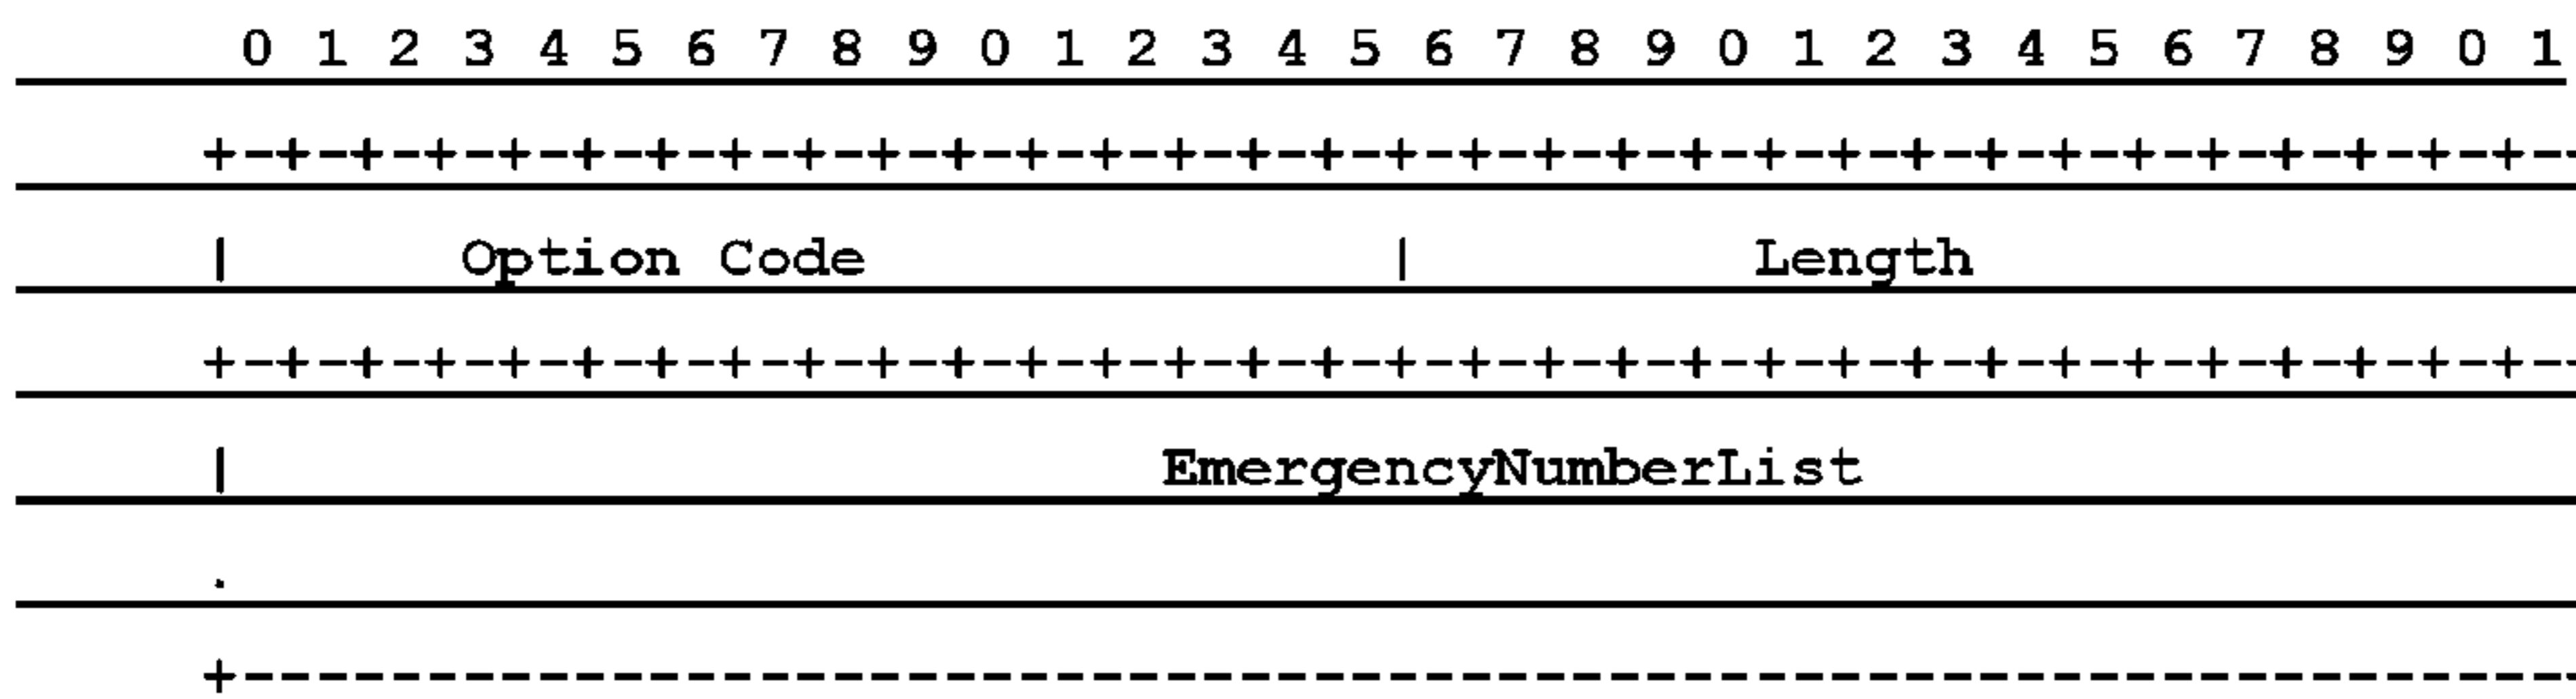 0 1 2 3 4 5 6 7 8 9 0 1 2 3 4 5 6 7 8 9 0 1 2 3 4 5 6 7 8 9 0 1
+-+-+-+-+-+-+-+-+-+-+-+-+-+-+-+-+-+-+-+-+-+-+-+-+-+-+-+-+-+-+-+-
| Option Code | Length
+-+-+-+-+-+-+-+-+-+-+-+-+-+-+-+-+-+-+-+-+-+-+-+-+-+-+-+-+-+-+-+-
| EmergencyNumberList
.
+---------------------------------------------------------------